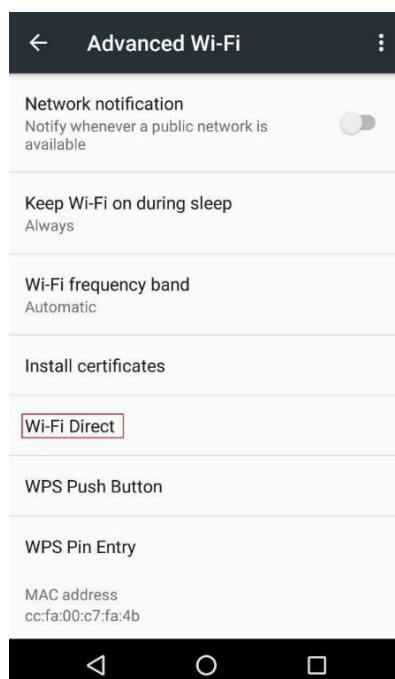 Advanced Wi-Fi
Network notification
Notify whenever a public network is
available
Keep Wi-Fi on during sleep
Always
Wi-Fi frequency band
Automatic
Install certificates
Wi-Fi Direct
WPS Push Button
WPS Pin Entry
MAC address
cc:fa:00:c7:fa:4b